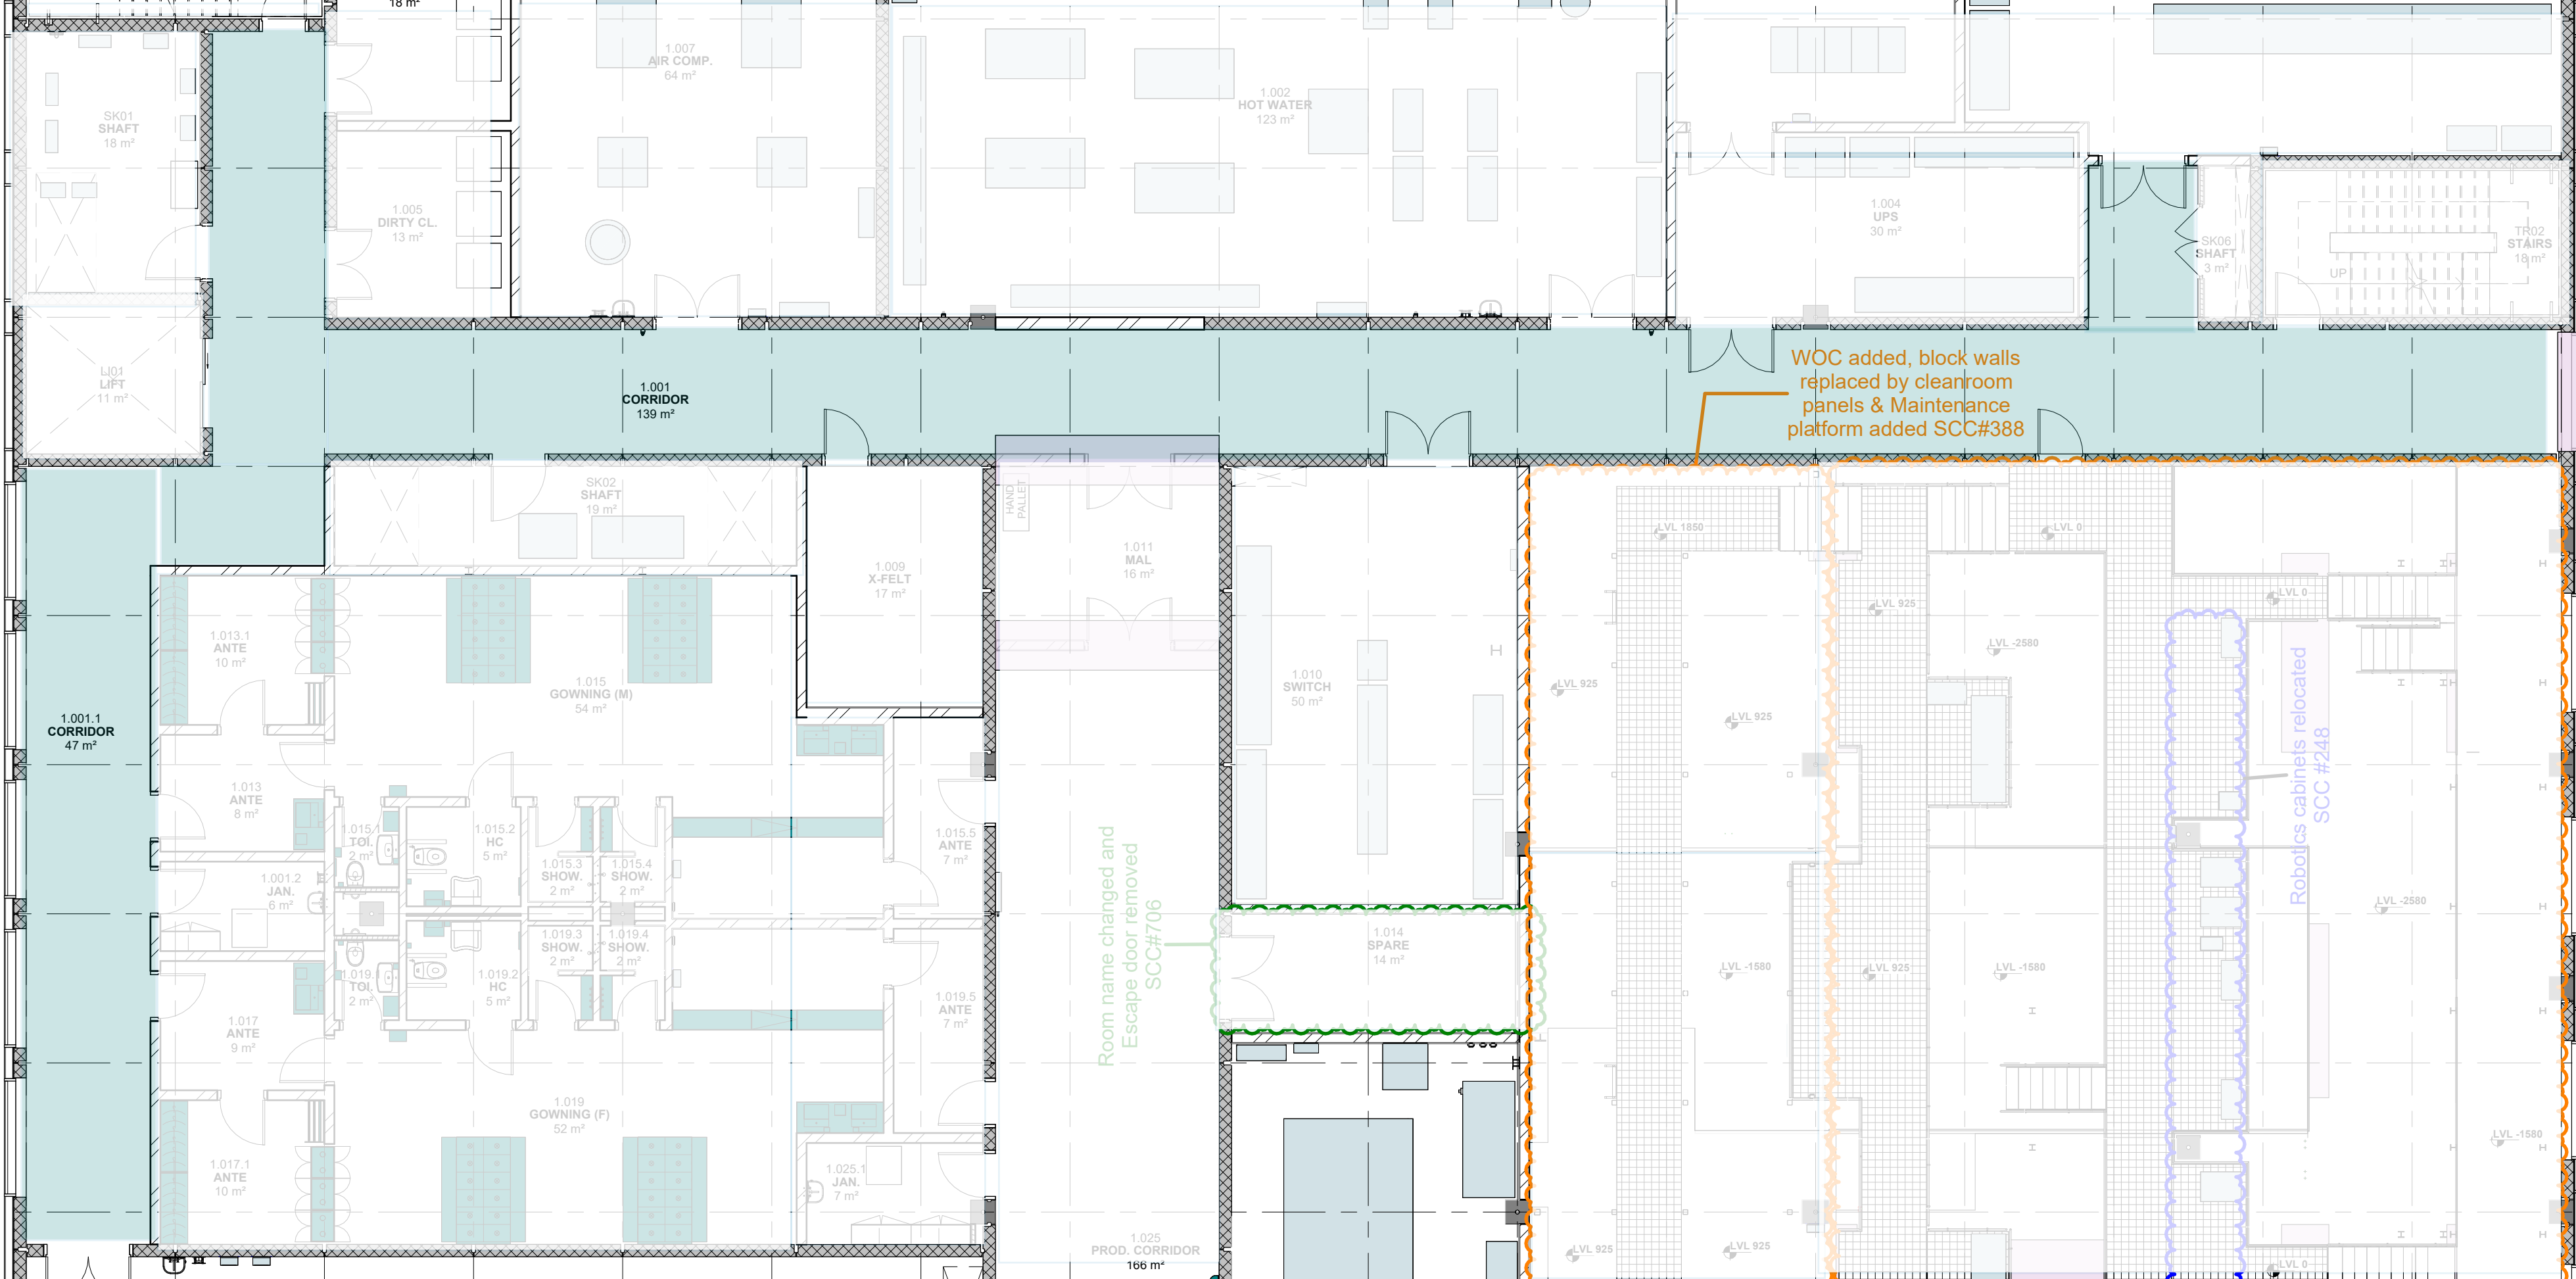 18 m²
SK01
SHAFT
18 m²
1.007
AIR COMP.
64 m²
1.002
HOT WATER
123 m²
1.005
DIRTY CL.
13 m²
1.004
UPS
30 m²
SK06
SHAFT
3 m²
TR02
STAIRS
18 m²
UP
LI01
LIFT
11 m²
1.001
CORRIDOR
139 m²
WOC added, block walls
replaced by cleanroom
panels & Maintenance
platform added SCC#388
SK02
SHAFT
19 m²
HAND
PALLET
1.011
MAL
16 m²
1.009
X-FELT
17 m²
LVL 1850
LVL 0
LVL 925
LVL 0
LVL -2580
1.013.1
ANTE
10 m²
1.015
GOWNING (M)
54 m²
1.010
SWITCH
50 m²
LVL 925
LVL 925
1.001.1
CORRIDOR
47 m²
Robotics cabinets relocated
SCC #248
1.013
ANTE
8 m²
1.015.1
TOI.
2 m²
1.015.2
HC
5 m²
1.015.3
SHOW.
2 m²
1.015.4
SHOW.
2 m²
1.015.5
ANTE
7 m²
1.001.2
JAN.
6 m²
LVL -2580
Room name changed and
Escape door removed
SCC#706
1.014
SPARE
14 m²
LVL -1580
LVL 925
LVL -1580
1.019.1
TOI.
2 m²
1.019.2
HC
5 m²
1.019.3
SHOW.
2 m²
1.019.4
SHOW.
2 m²
1.019.5
ANTE
7 m²
1.017
ANTE
9 m²
1.019
GOWNING (F)
52 m²
LVL -1580
1.017.1
ANTE
10 m²
1.025.1
JAN.
7 m²
1.025
PROD. CORRIDOR
166 m²
LVL 925
LVL 925
LVL 0